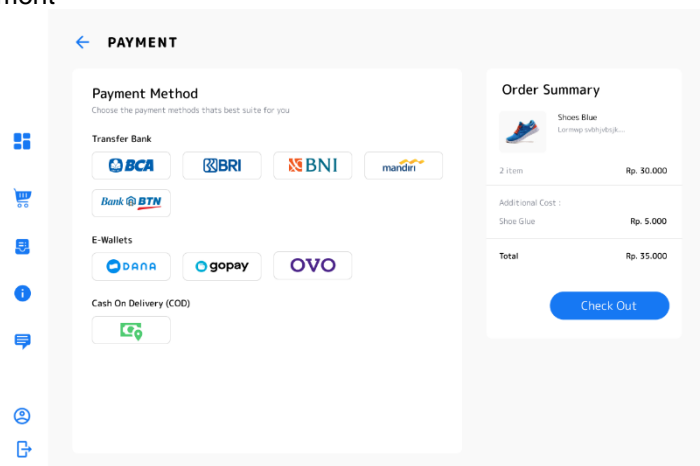 PAYMENT
Payment Method
Choose the payment methods thats best suite for you
Transfer Bank
BCA
BRI
BNI
mandiri
Bank BTN
E-Wallets
DANA
gopay
OVO
Cash On Delivery (COD)
Order Summary
Shoes Blue
2 item Rp. 30.000
Additional Cost :
Shoe Glue Rp. 5.000
Total Rp. 35.000
Check Out